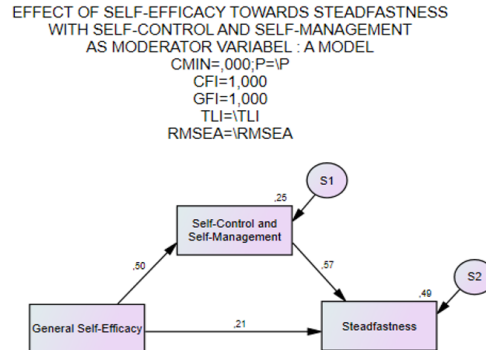 EFFECT OF SELF-EFFICACY TOWARDS STEADFASTNESS
WITH SELF-CONTROL AND SELF-MANAGEMENT
AS MODERATOR VARIABEL : A MODEL
CMIN=,000;P=\P
CFI=1,000
GFI=1,000
TLI=\TLI
RMSEA=\RMSEA
S1
,25
Self-Control and
Self-Management
,50
,57
S2
,49
General Self-Efficacy
,21
Steadfastness